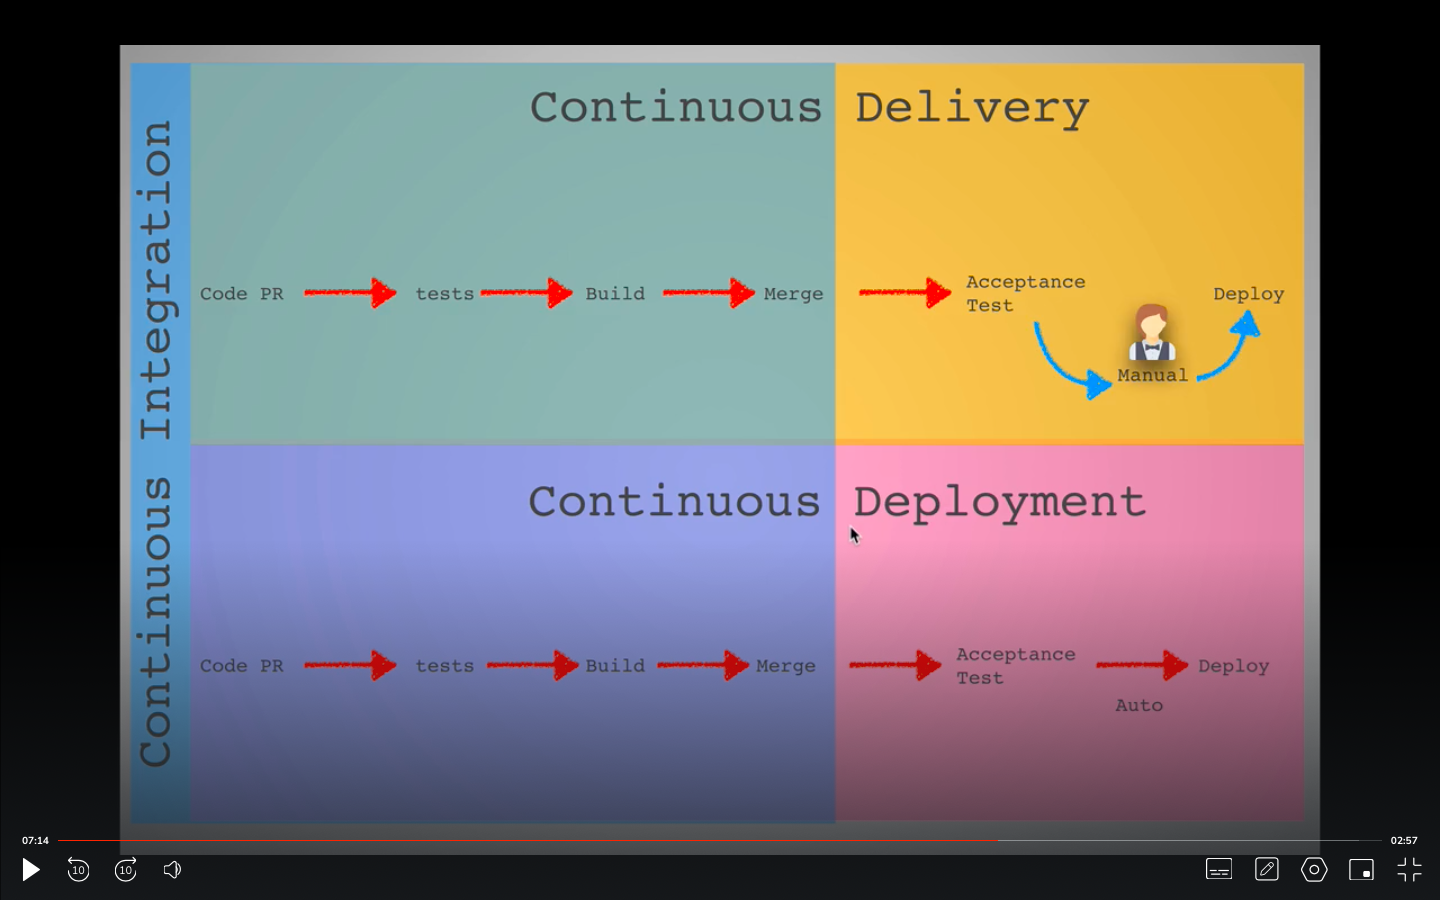 Continuous Integration
Continuous Delivery
Code PR tests Build Merge Acceptance Test Deploy
Manual
Continuous Deployment
Code PR tests Build Merge Acceptance Test Deploy
Auto
07:14 02:57
10 10